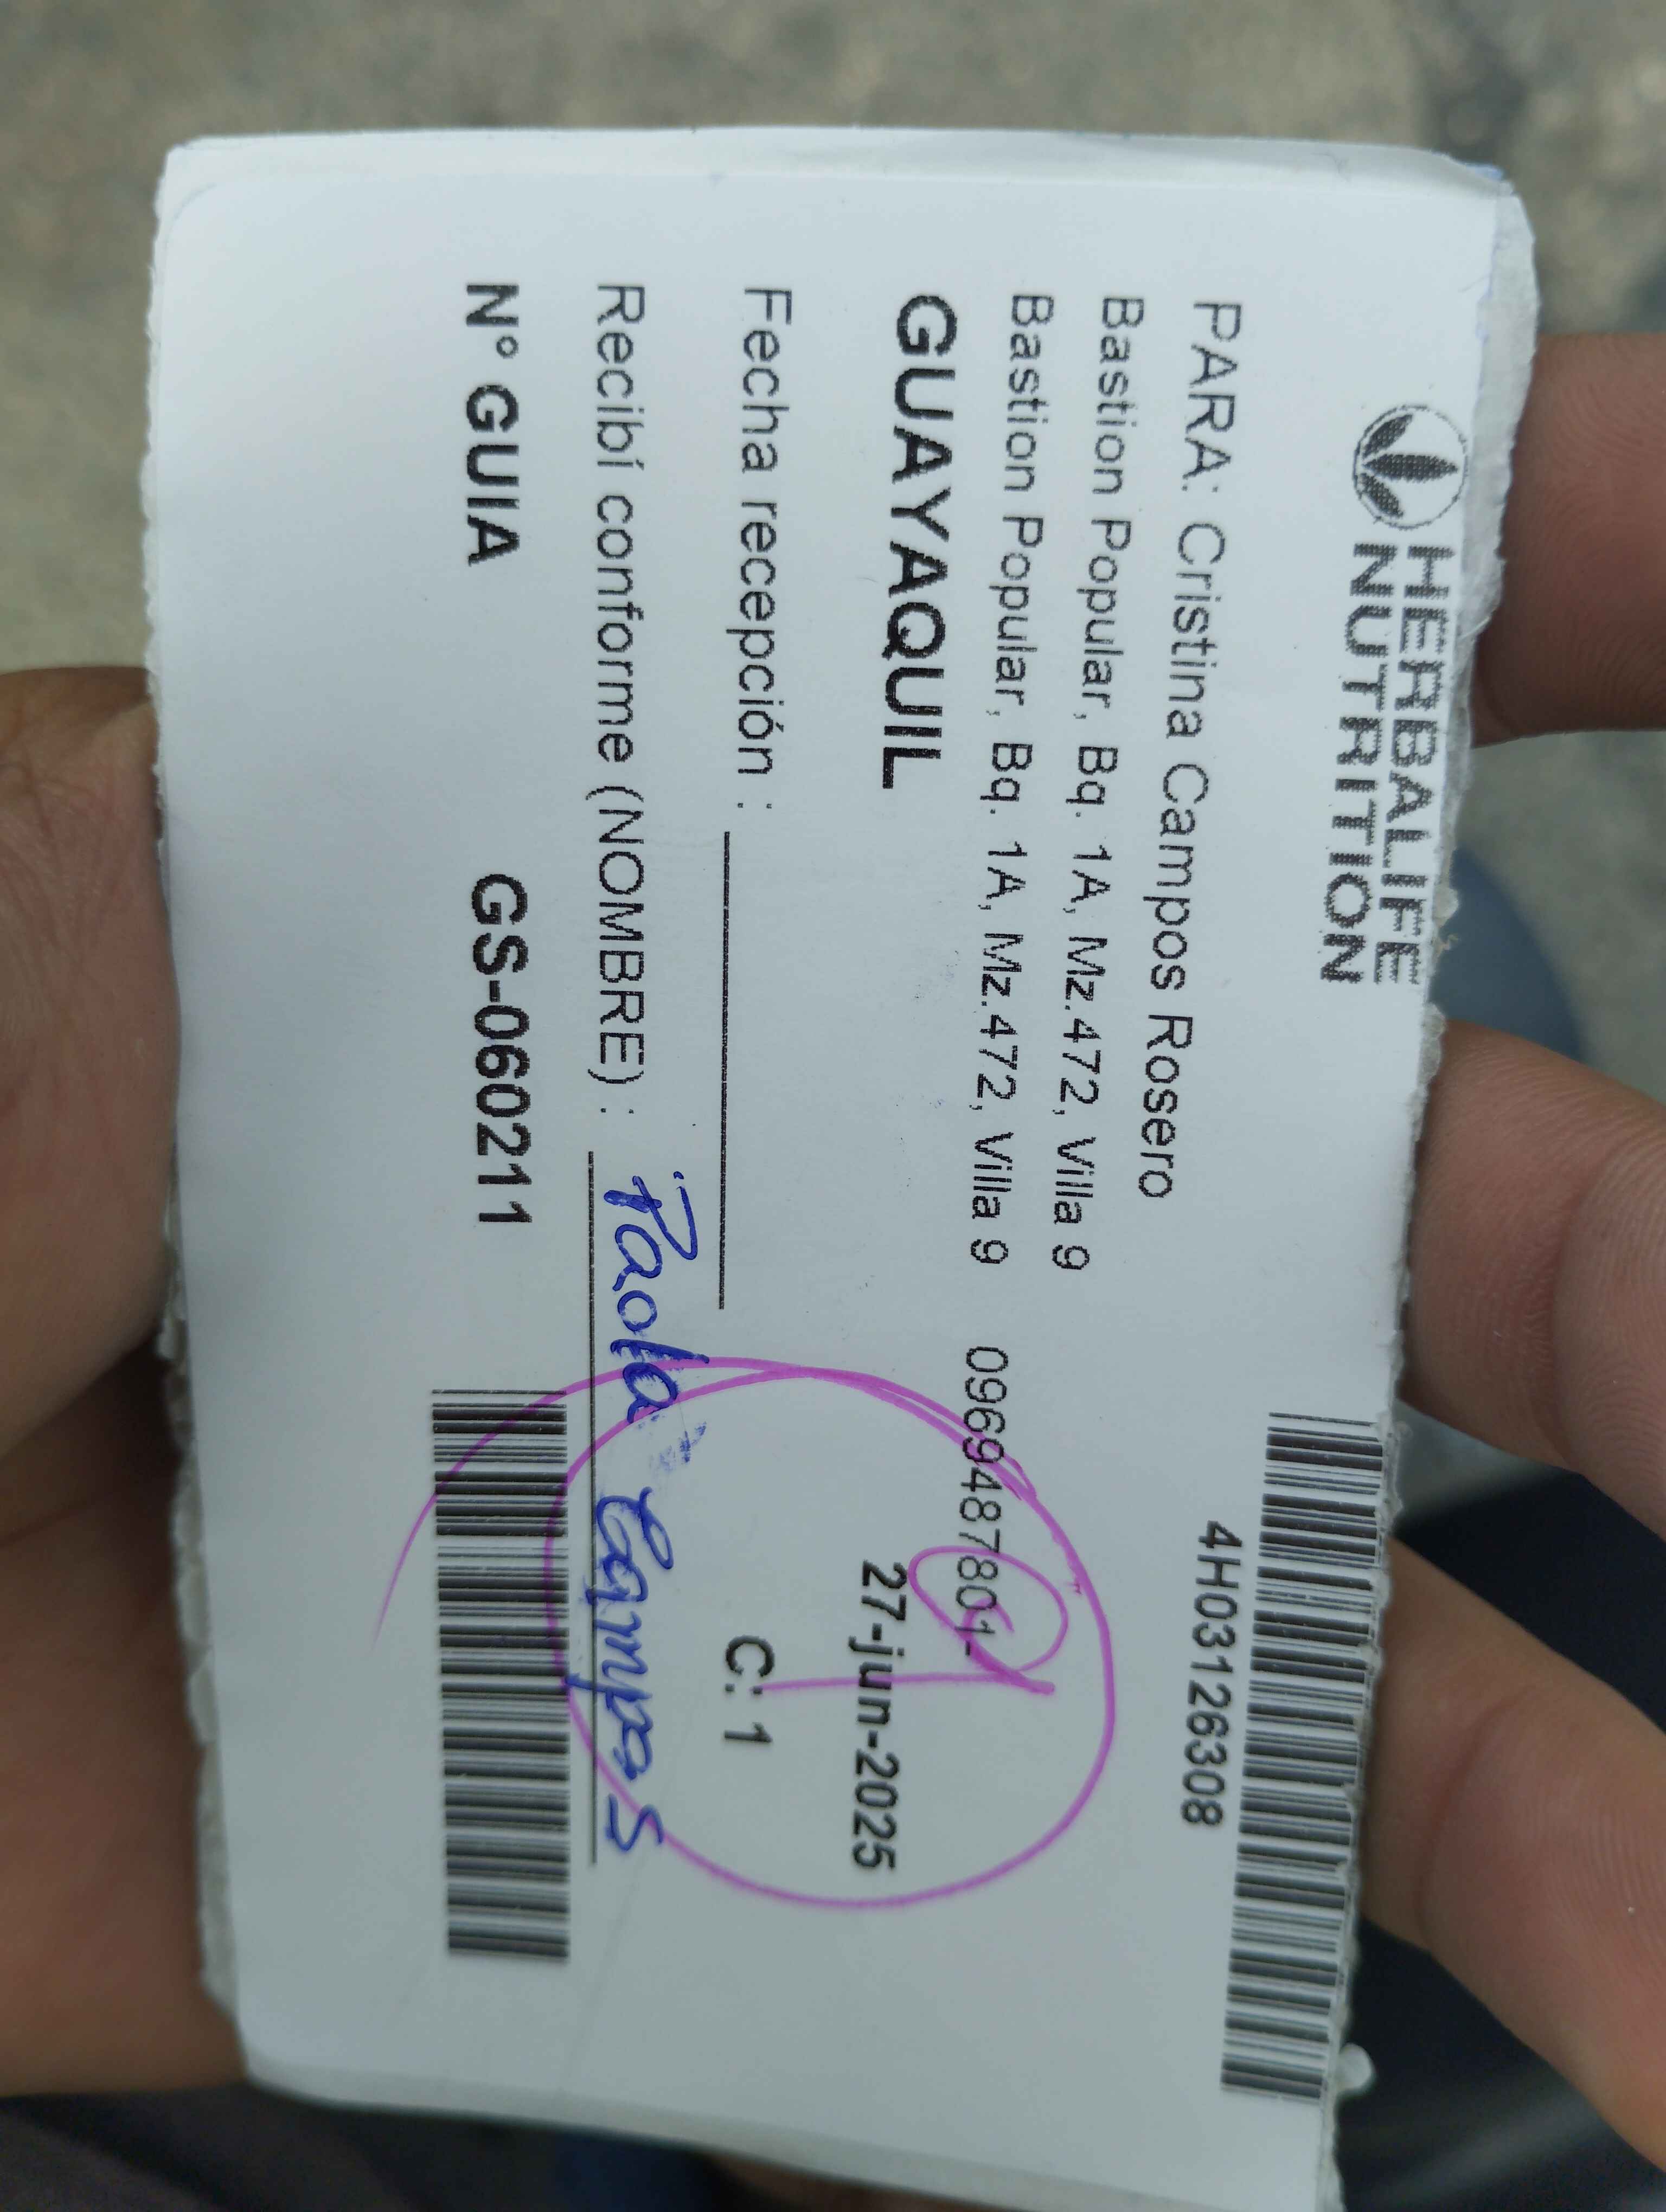 HERBALIFE
NUTRITION
4H03126308
PARA: Cristina Campos Rosero
Bastion Popular, Bq. 1A, Mz.472, Villa 9
Bastion Popular, Bq. 1A, Mz.472, Villa 9 0969487801-
GUAYAQUIL 27-jun-2025
Fecha recepción : C: 1
Recibí conforme (NOMBRE) : Paola Campos
N° GUIA GS-060211